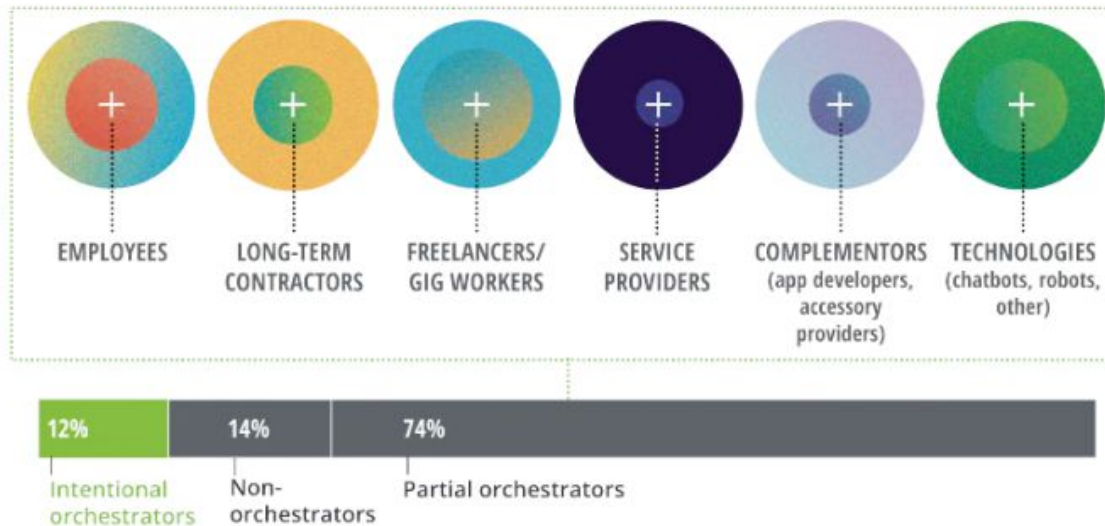 EMPLOYEES
LONG-TERM
CONTRACTORS
FREELANCERS/
GIG WORKERS
SERVICE
PROVIDERS
COMPLEMENTORS
(app developers,
accessory
providers)
TECHNOLOGIES
(chatbots, robots,
other)
12%
14%
74%
Intentional
orchestrators
Non-
orchestrators
Partial orchestrators